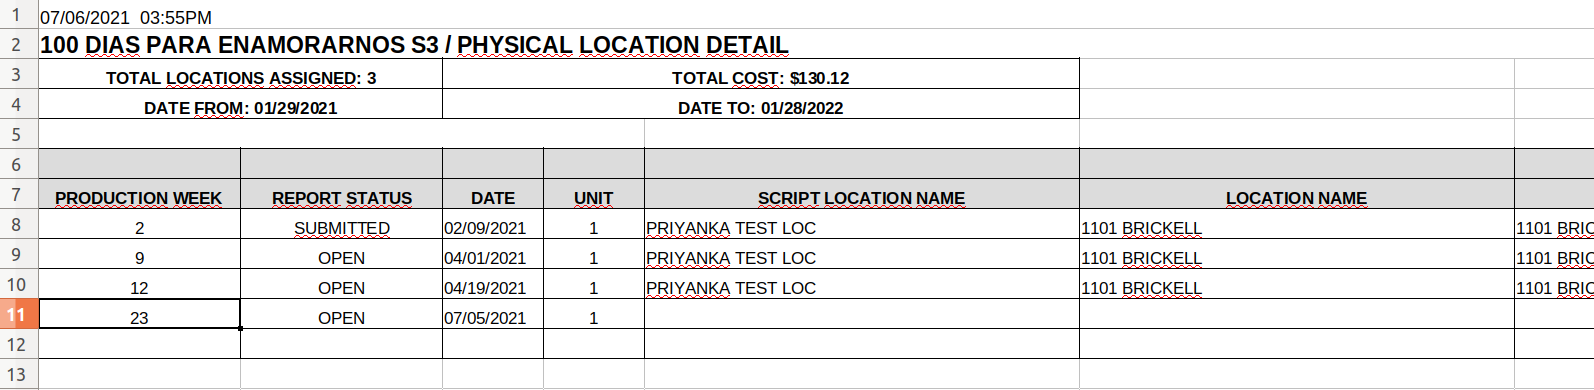 1 07/06/2021 03:55PM
2 100 DIAS PARA ENAMORARNOS S3 / PHYSICAL LOCATION DETAIL
3 TOTAL LOCATIONS ASSIGNED: 3 TOTAL COST: $130.12
4 DATE FROM: 01/29/2021 DATE TO: 01/28/2022
5
6
7 PRODUCTION WEEK REPORT STATUS DATE UNIT SCRIPT LOCATION NAME LOCATION NAME
8 2 SUBMITTED 02/09/2021 1 PRIYANKA TEST LOC 1101 BRICKELL 1101 BRIC
9 9 OPEN 04/01/2021 1 PRIYANKA TEST LOC 1101 BRICKELL 1101 BRIC
10 12 OPEN 04/19/2021 1 PRIYANKA TEST LOC 1101 BRICKELL 1101 BRIC
11 23 OPEN 07/05/2021 1
12
13